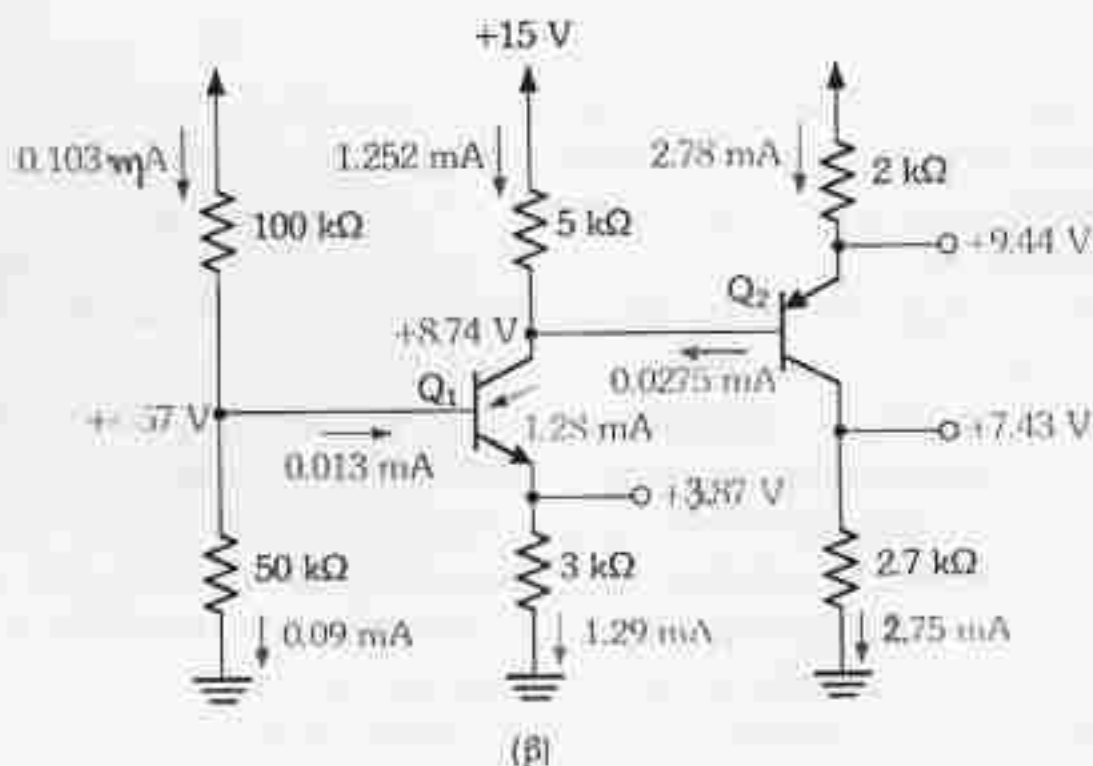 +15 V
0.103 mA
1.252 mA
2.78 mA
2 kΩ
100 kΩ
5 kΩ
+9.44 V
Q₂
+8.74 V
Q₁
0.0275 mA
1.28 mA
+7.43 V
0.013 mA
+3.87 V
50 kΩ
3 kΩ
2.7 kΩ
0.09 mA
1.29 mA
2.75 mA
(β)